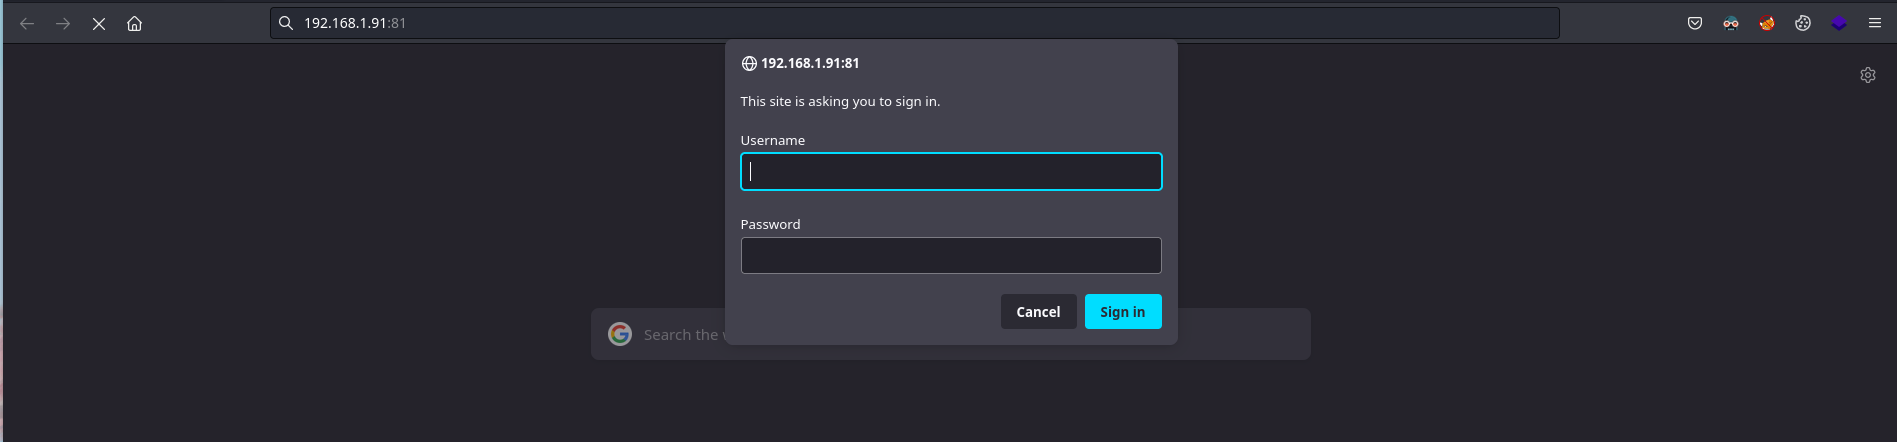 192.168.1.91:81
192.168.1.91:81
This site is asking you to sign in.
Username
Password
Cancel Sign in
Search the